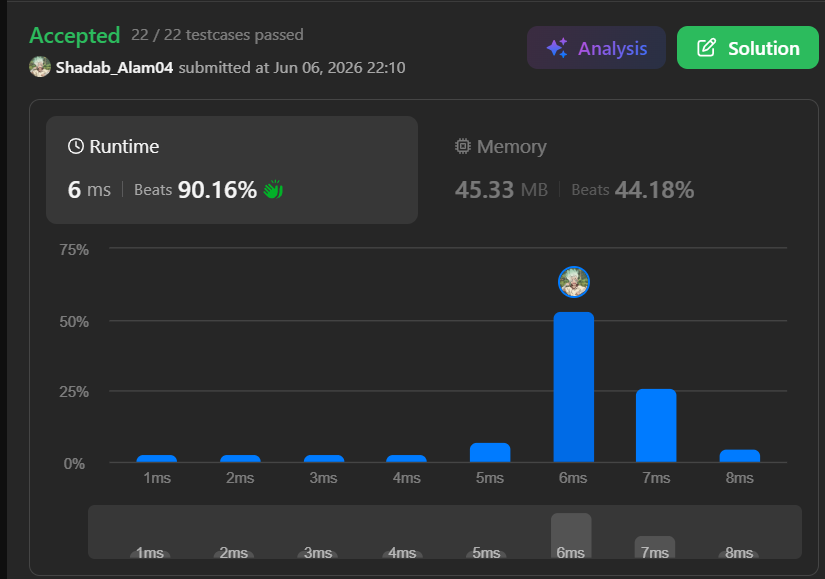 Accepted 22 / 22 testcases passed
Analysis
Solution
Shadab_Alam04 submitted at Jun 06, 2026 22:10
Runtime
6 ms | Beats 90.16%
Memory
45.33 MB | Beats 44.18%
75%
50%
25%
0%
1ms 2ms 3ms 4ms 5ms 6ms 7ms 8ms
1ms 2ms 3ms 4ms 5ms 6ms 7ms 8ms